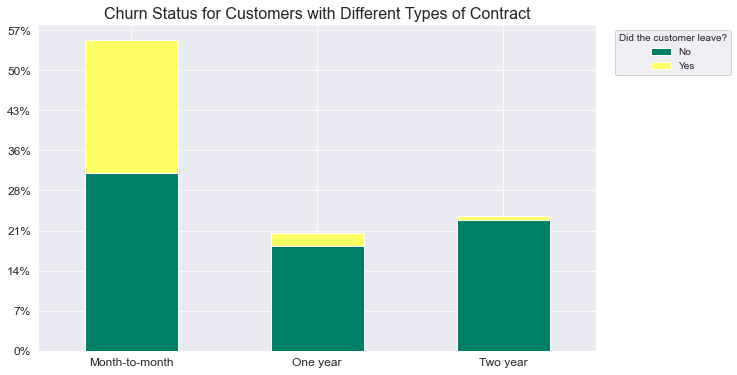 Churn Status for Customers with Different Types of Contract
57%
50%
43%
36%
28%
21%
14%
7%
0%
Month-to-month
One year
Two year
Did the customer leave?
No
Yes